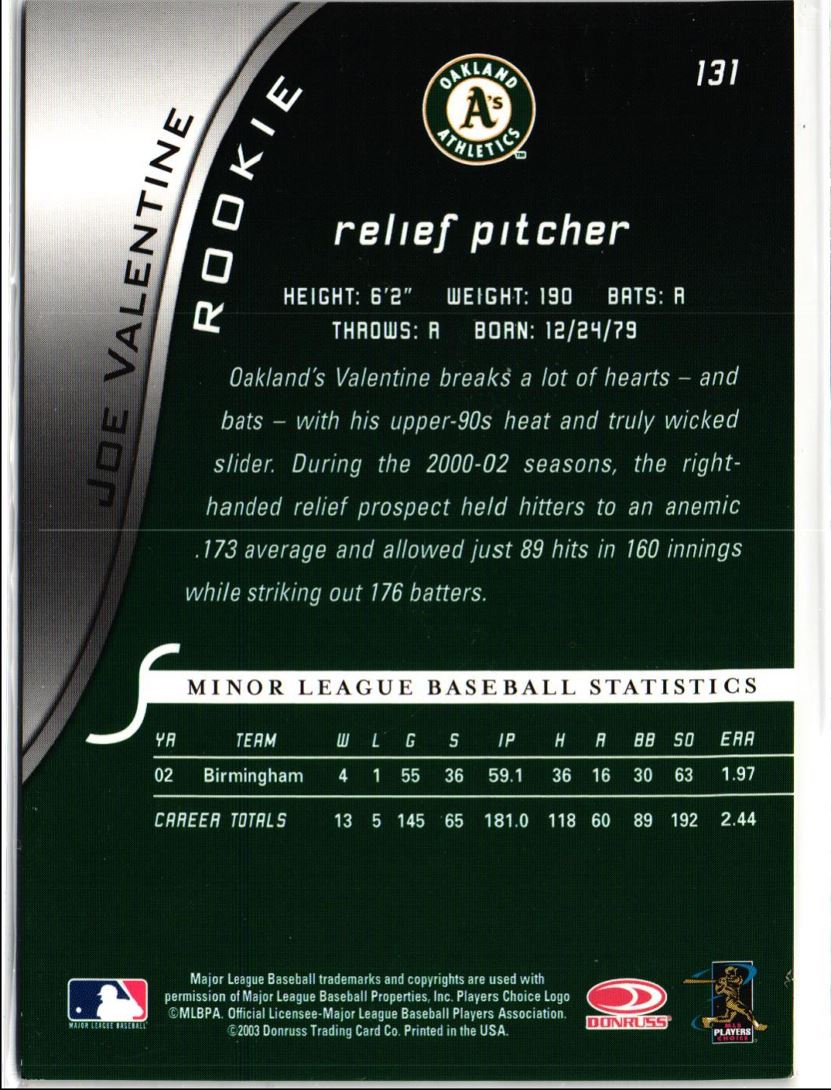 131
OAKLAND
A's
ATHLETICS
TM
JOE VALENTINE
ROOKIE
relief pitcher
HEIGHT: 6'2" WEIGHT: 190 BATS: R
THROWS: R BORN: 12/24/79
Oakland's Valentine breaks a lot of hearts – and
bats – with his upper-90s heat and truly wicked
slider. During the 2000-02 seasons, the right-
handed relief prospect held hitters to an anemic
.173 average and allowed just 89 hits in 160 innings
while striking out 176 batters.
MINOR LEAGUE BASEBALL STATISTICS
YR TEAM W L G S IP H R BB SO ERA
02 Birmingham 4 1 55 36 59.1 36 16 30 63 1.97
CAREER TOTALS 13 5 145 65 181.0 118 60 89 192 2.44
Major League Baseball trademarks and copyrights are used with
permission of Major League Baseball Properties, Inc. Players Choice Logo
©MLBPA. Official Licensee-Major League Baseball Players Association.
©2003 Donruss Trading Card Co. Printed in the USA.
MAJOR LEAGUE BASEBALL
DONRUSS
MLB
PLAYERS
CHOICE